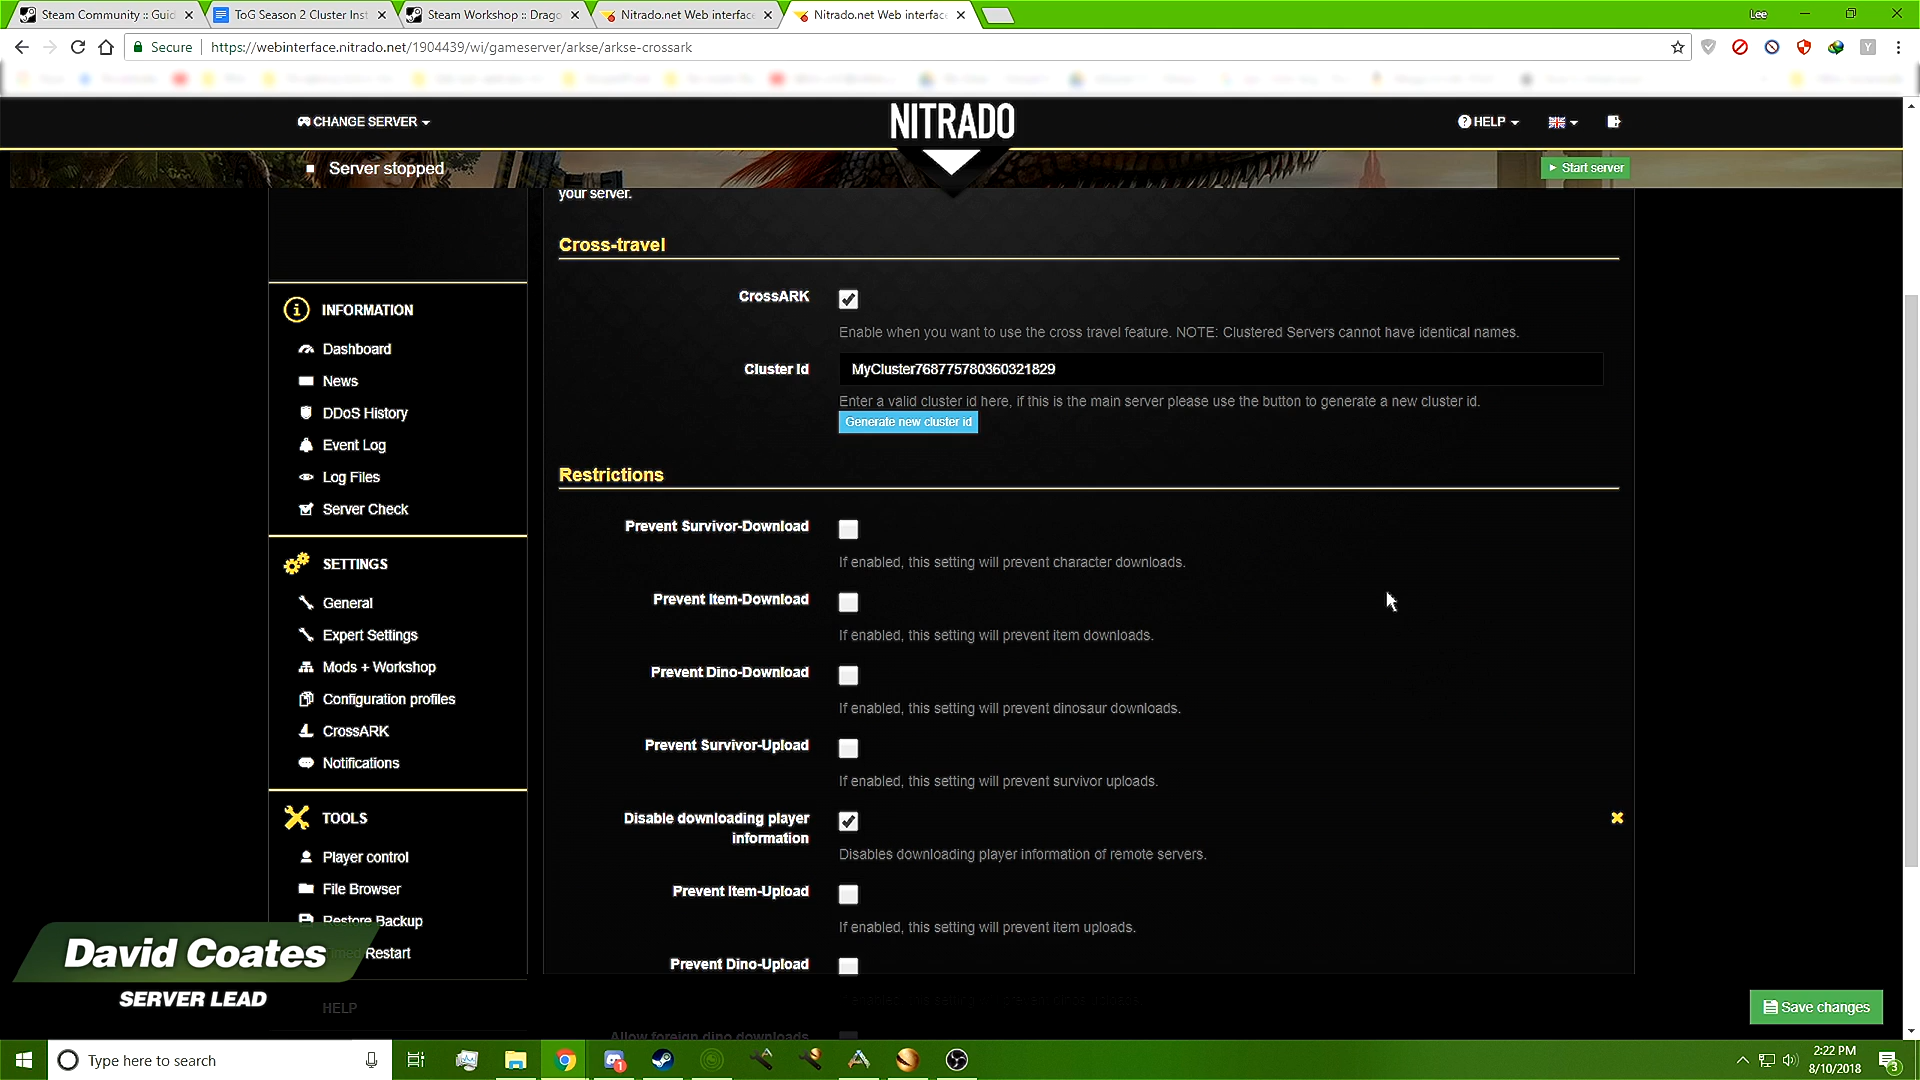 Steam Community :: Guid
ToG Season 2 Cluster Inst
Steam Workshop :: Drago
Nitrado.net Web interface
Nitrado.net Web interface
Lee
Secure
https://webinterface.nitrado.net/1904439/wi/gameserver/arkse/arkse-crossark
CHANGE SERVER
NITRADO
HELP
Server stopped
Start server
your server.
Cross-travel
CrossARK
Enable when you want to use the cross travel feature. NOTE: Clustered Servers cannot have identical names.
Cluster Id
MyCluster768775780360321829
Enter a valid cluster id here, if this is the main server please use the button to generate a new cluster id.
Generate new cluster id
Restrictions
Prevent Survivor-Download
If enabled, this setting will prevent character downloads.
Prevent Item-Download
If enabled, this setting will prevent item downloads.
Prevent Dino-Download
If enabled, this setting will prevent dinosaur downloads.
Prevent Survivor-Upload
If enabled, this setting will prevent survivor uploads.
Disable downloading player
information
Disables downloading player information of remote servers.
Prevent Item-Upload
If enabled, this setting will prevent item uploads.
Prevent Dino-Upload
Allow foreign dino downloads
Save changes
INFORMATION
Dashboard
News
DDoS History
Event Log
Log Files
Server Check
SETTINGS
General
Expert Settings
Mods + Workshop
Configuration profiles
CrossARK
Notifications
TOOLS
Player control
File Browser
Restore Backup
Restart
HELP
David Coates
SERVER LEAD
Type here to search
2:22 PM
8/10/2018